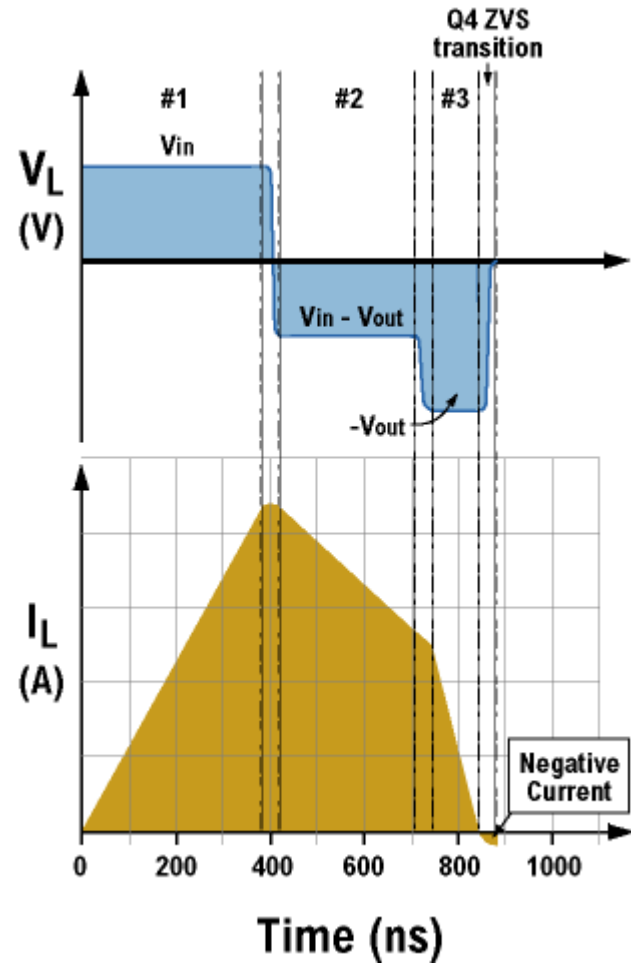 Q4 ZVS
transition
#1
#2
#3
Vin
VL
(V)
Vin - Vout
-Vout
IL
(A)
Negative
Current
0
200
400
600
800
1000
Time (ns)